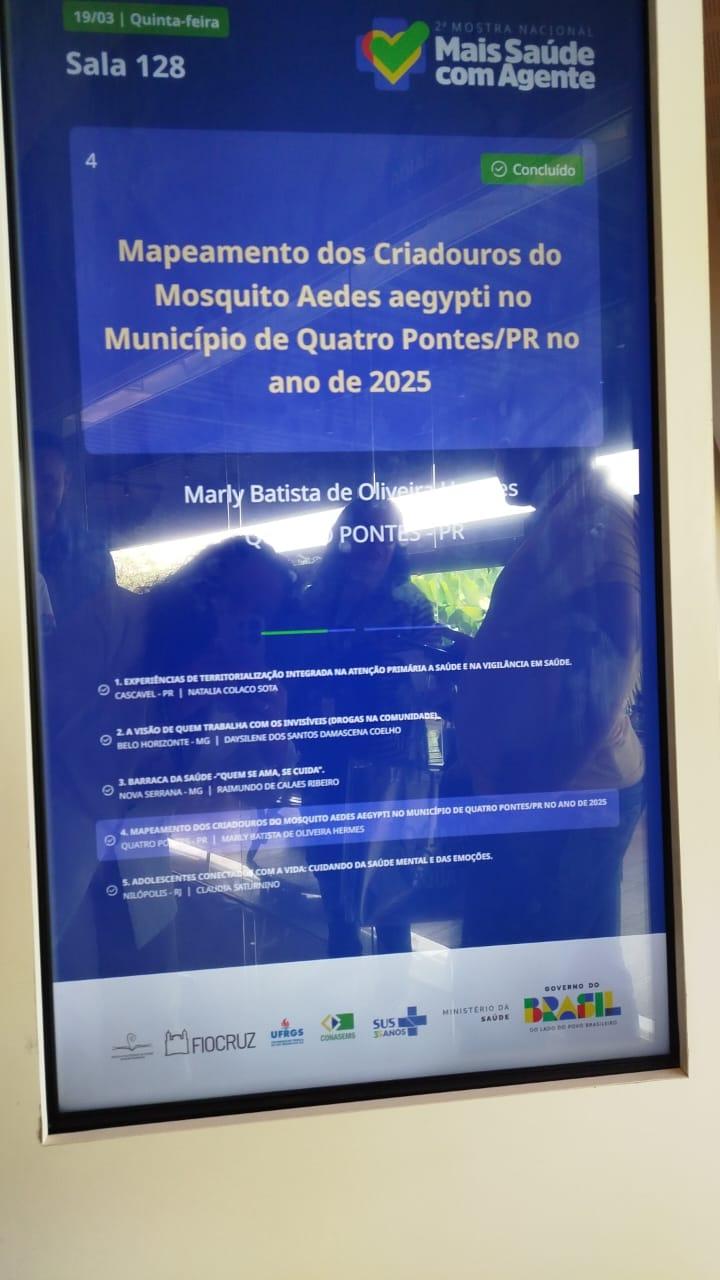 19/03 | Quinta-feira
Sala 128
2ª MOSTRA NACIONAL
Mais Saúde
com Agente
4
Concluído
Mapeamento dos Criadouros do
Mosquito Aedes aegypti no
Município de Quatro Pontes/PR no
ano de 2025
Marly Batista de Oliveira
PONTES - PR
1. EXPERIÊNCIAS DE TERRITORIALIZAÇÃO INTEGRADA NA ATENÇÃO PRIMÁRIA A SAÚDE E NA VIGILÂNCIA EM SAÚDE.
CASCAVEL - PR | NATALIA COLACO SOTA
2. A VISÃO DE QUEM TRABALHA COM OS INVISÍVEIS (DROGAS NA COMUNIDADE).
BELO HORIZONTE - MG | DAYSILENE DOS SANTOS DAMASCENA COELHO
3. BARRACA DA SAÚDE -"QUEM SE AMA, SE CUIDA".
NOVA SERRANA - MG | RAIMUNDO DE CALAES RIBEIRO
4. MAPEAMENTO DOS CRIADOUROS DO MOSQUITO AEDES AEGYPTI NO MUNICÍPIO DE QUATRO PONTES/PR NO ANO DE 2025
QUATRO PONTES - PR | MARLY BATISTA DE OLIVEIRA HERMES
5. ADOLESCENTES CONECTADOS COM A VIDA: CUIDANDO DA SAÚDE MENTAL E DAS EMOÇÕES.
NILÓPOLIS - RJ | CLAUDIA SATURNINO
FIOCRUZ
UFRGS
CONASEMS
SUS
35 ANOS
MINISTÉRIO DA
SAÚDE
GOVERNO DO
BRASIL
DO LADO DO POVO BRASILEIRO